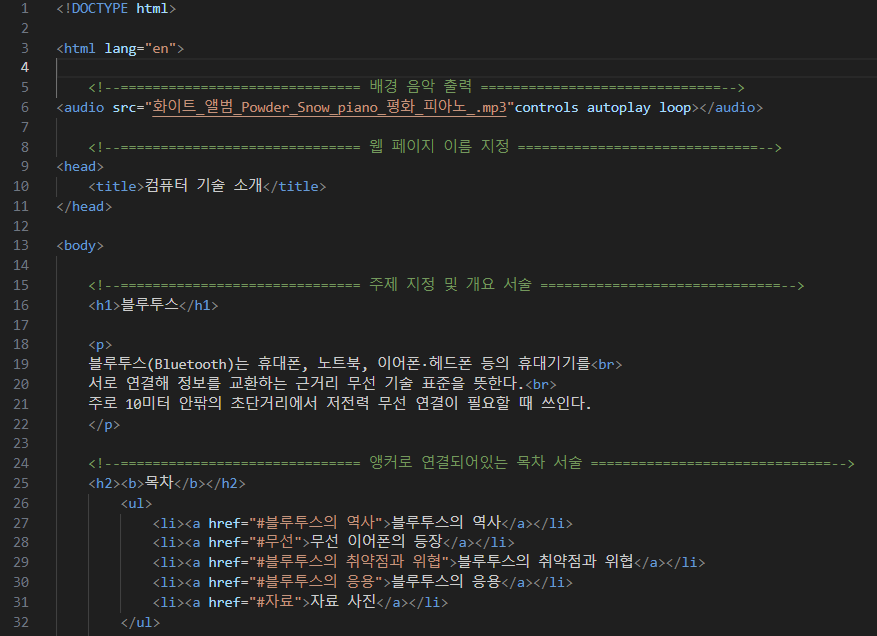 1 <!DOCTYPE html>
2
3 <html lang="en">
4
5 <!--============================== 배경 음악 출력 ==============================-->
6 <audio src="화이트_앨범_Powder_Snow_piano_평화_피아노_.mp3"controls autoplay loop></audio>
7
8 <!--============================== 웹 페이지 이름 지정 ==============================-->
9 <head>
10 <title>컴퓨터 기술 소개</title>
11 </head>
12
13 <body>
14
15 <!--============================== 주제 지정 및 개요 서술 ==============================-->
16 <h1>블루투스</h1>
17
18 <p>
19 블루투스(Bluetooth)는 휴대폰, 노트북, 이어폰·헤드폰 등의 휴대기기를<br>
20 서로 연결해 정보를 교환하는 근거리 무선 기술 표준을 뜻한다.<br>
21 주로 10미터 안팎의 초단거리에서 저전력 무선 연결이 필요할 때 쓰인다.
22 </p>
23
24 <!--============================== 앵커로 연결되어있는 목차 서술 ==============================-->
25 <h2><b>목차</b></h2>
26 <ul>
27 <li><a href="#블루투스의 역사">블루투스의 역사</a></li>
28 <li><a href="#무선">무선 이어폰의 등장</a></li>
29 <li><a href="#블루투스의 취약점과 위협">블루투스의 취약점과 위협</a></li>
30 <li><a href="#블루투스의 응용">블루투스의 응용</a></li>
31 <li><a href="#자료">자료 사진</a></li>
32 </ul>